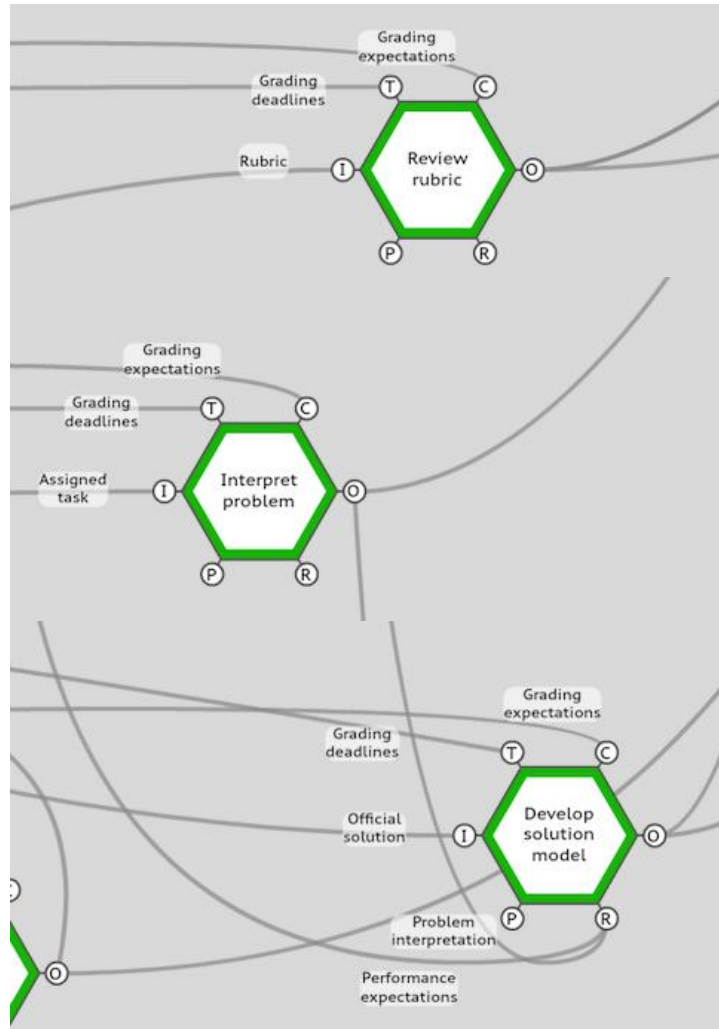 Grading
expectations
Grading
deadlines
T
C
Rubric
I
Review
rubric
O
P
R
Grading
expectations
Grading
deadlines
T
C
Assigned
task
I
Interpret
problem
O
P
R
Grading
expectations
Grading
deadlines
T
C
Official
solution
I
Develop
solution
model
O
P
R
Problem
interpretation
O
Performance
expectations